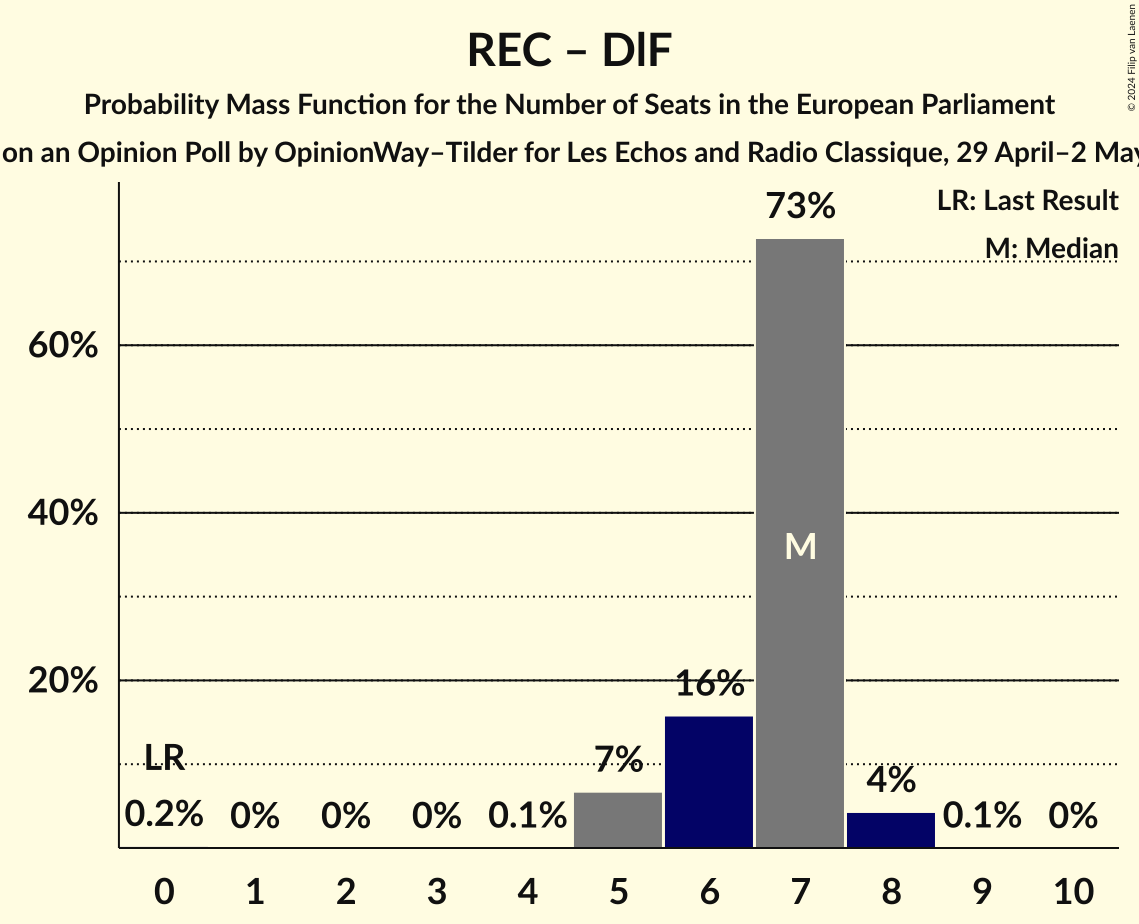 REC – DlF
Probability Mass Function for the Number of Seats in the European Parliament
on an Opinion Poll by OpinionWay–Tilder for Les Echos and Radio Classique, 29 April–2 May
© 2024 Filip van Laenen
LR: Last Result
M: Median
73%
60%
40%
M
20%
16%
LR
7%
4%
0.2% 0% 0% 0% 0.1% 0.1% 0%
0 1 2 3 4 5 6 7 8 9 10